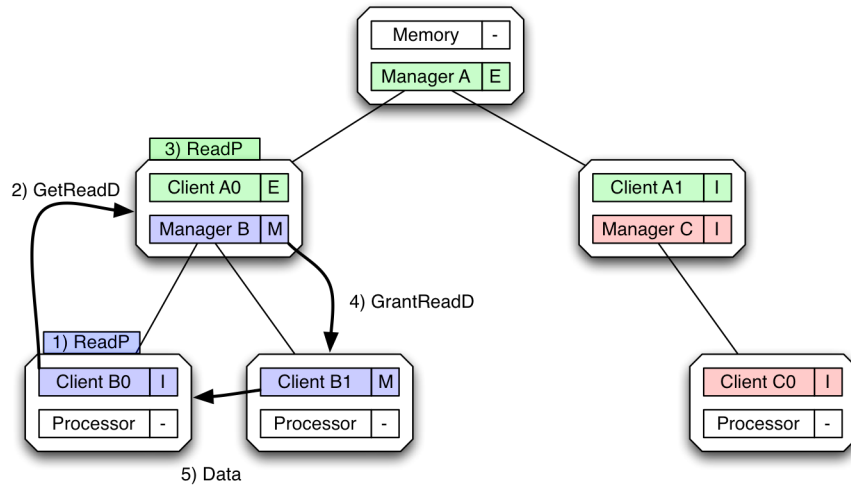 Memory -
Manager A E
3) ReadP
2) GetReadD
Client A0 E
Client A1 I
Manager B M
Manager C I
4) GrantReadD
1) ReadP
Client B0 I
Client B1 M
Client C0 I
Processor -
Processor -
Processor -
5) Data